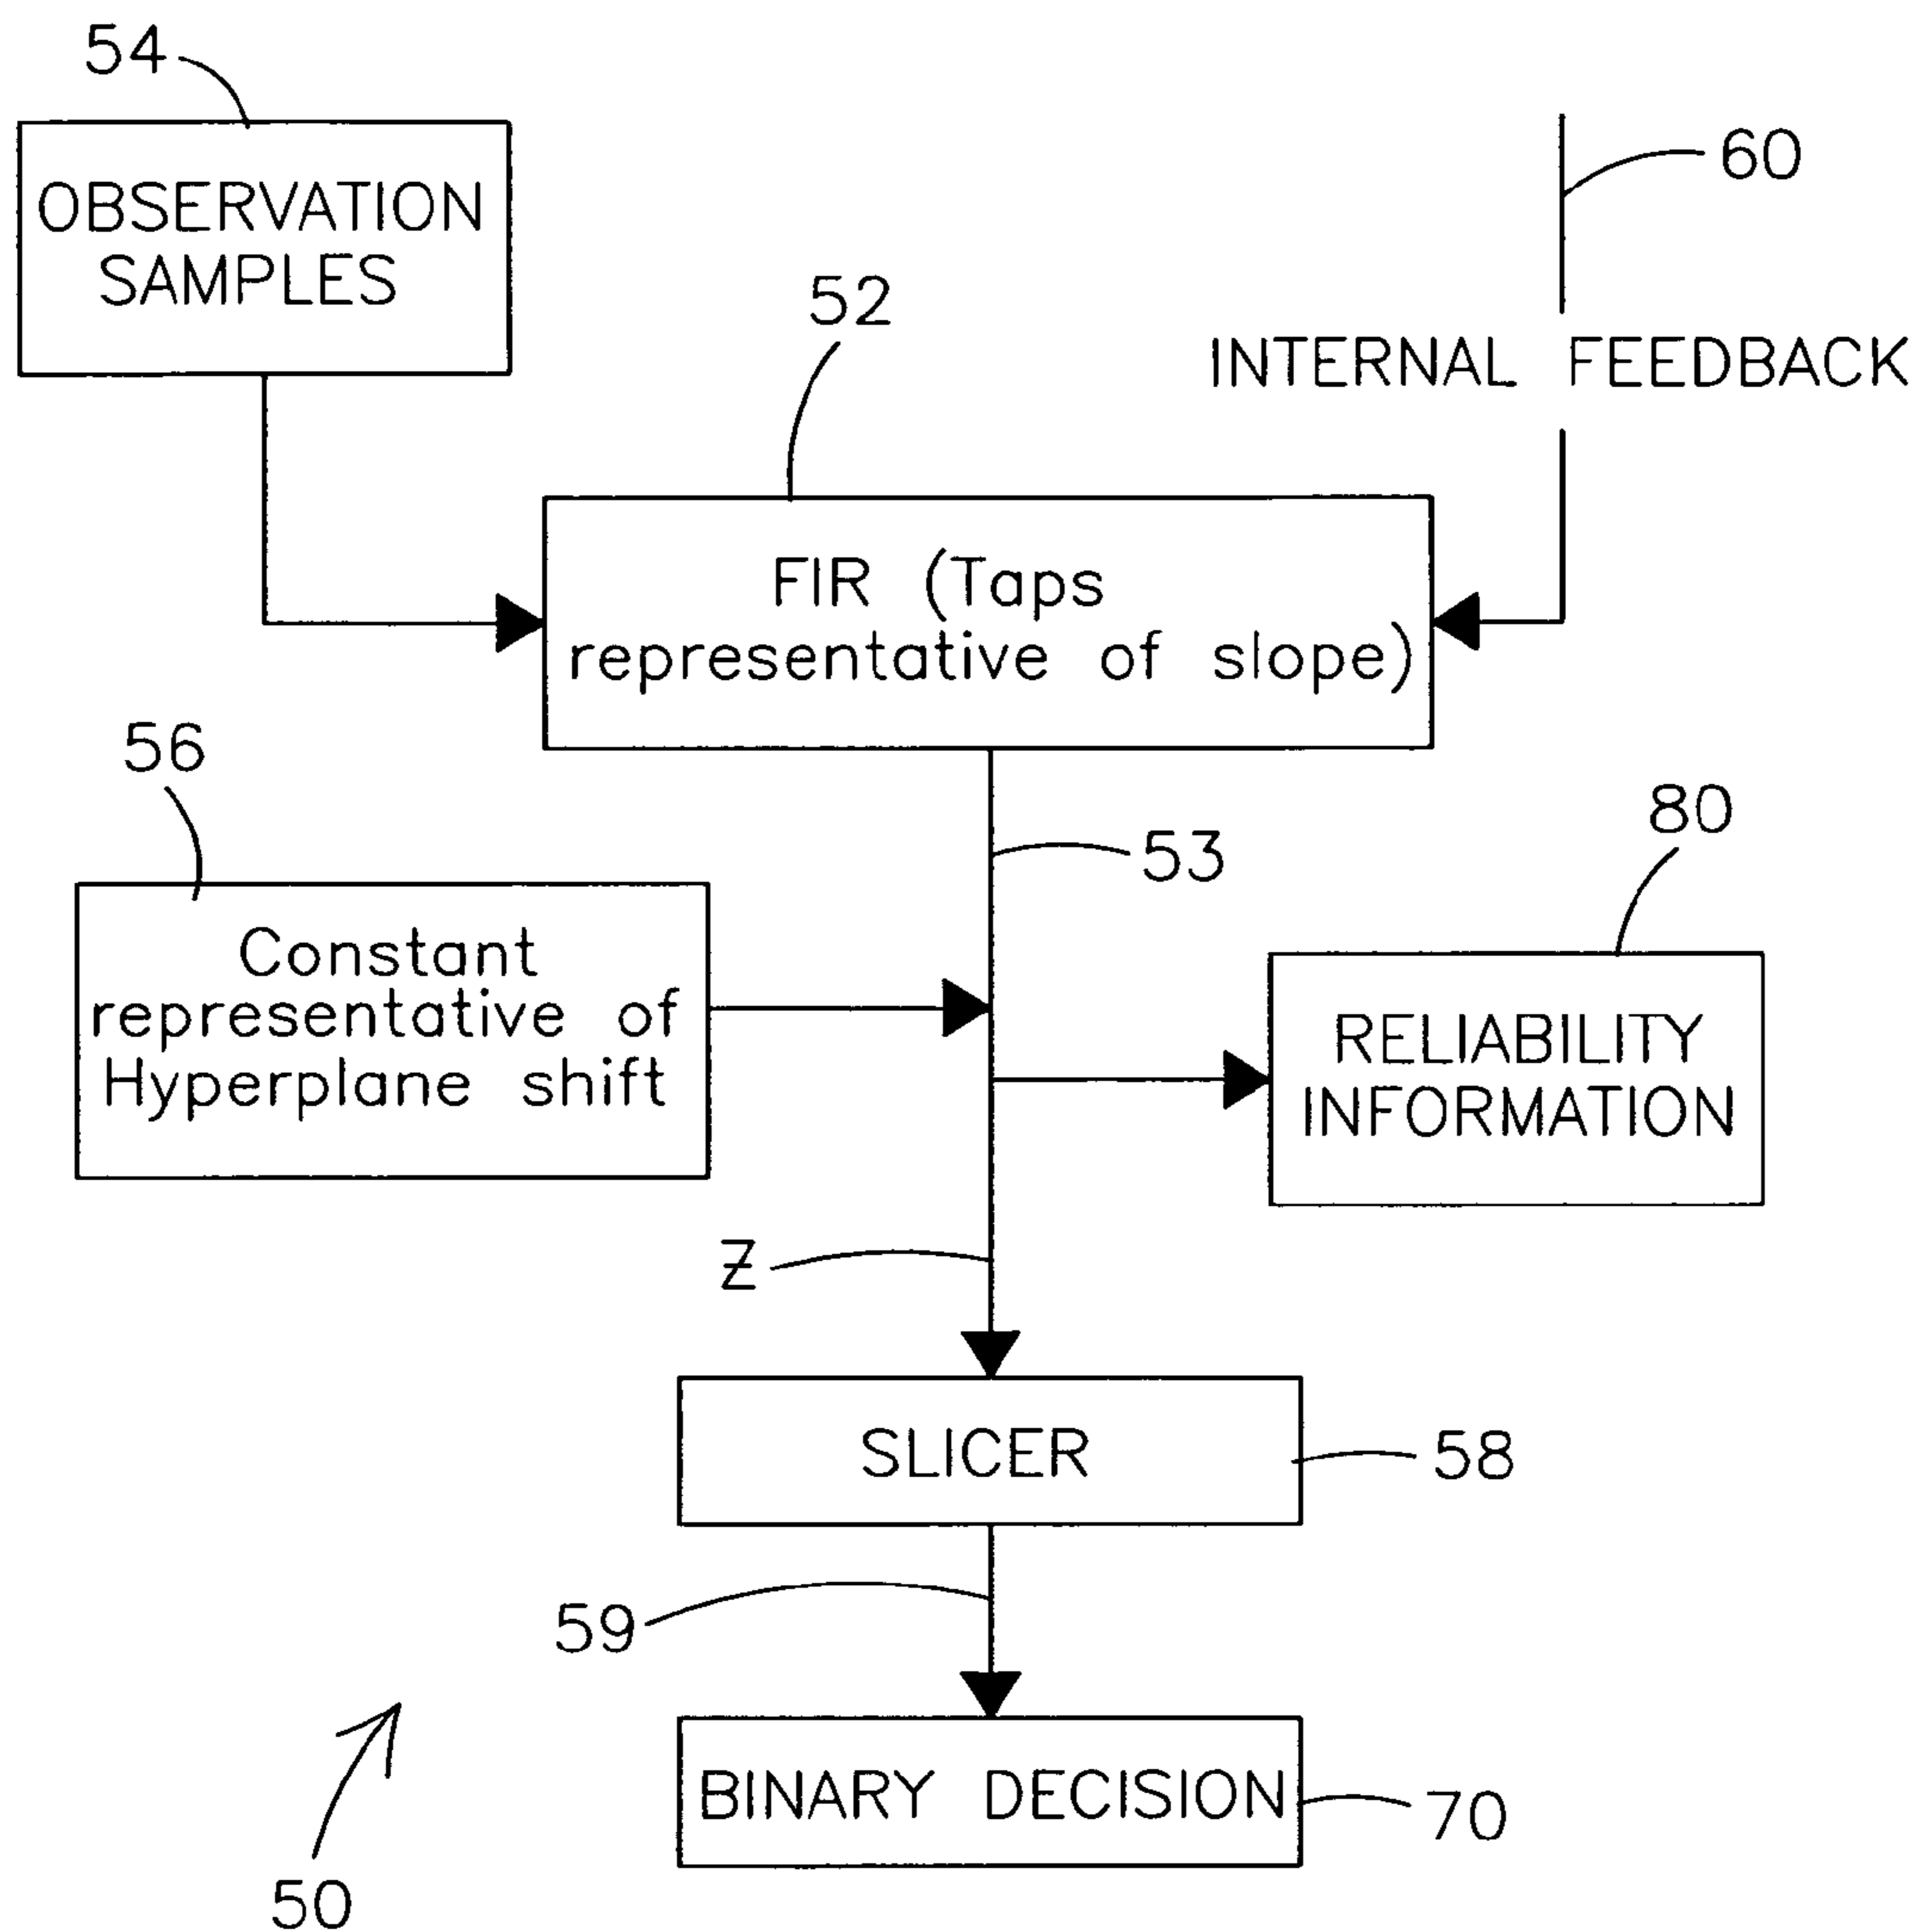 54
OBSERVATION
SAMPLES
60
52
INTERNAL FEEDBACK
FIR (Taps
representative of slope)
56
80
53
Constant
representative of
Hyperplane shift
RELIABILITY
INFORMATION
Z
SLICER
58
59
BINARY DECISION
70
50